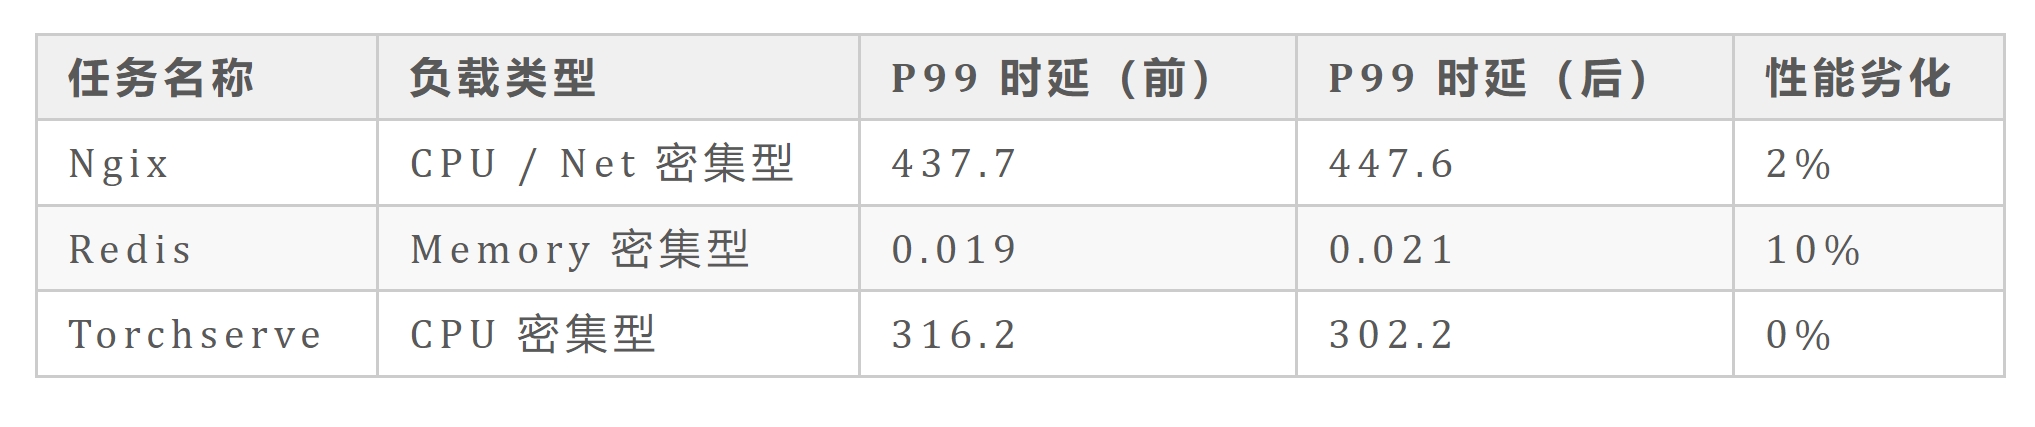 任务名称 负载类型 P99 时延（前） P99 时延（后） 性能劣化
Ngix CPU / Net 密集型 437.7 447.6 2%
Redis Memory 密集型 0.019 0.021 10%
Torchserve CPU 密集型 316.2 302.2 0%